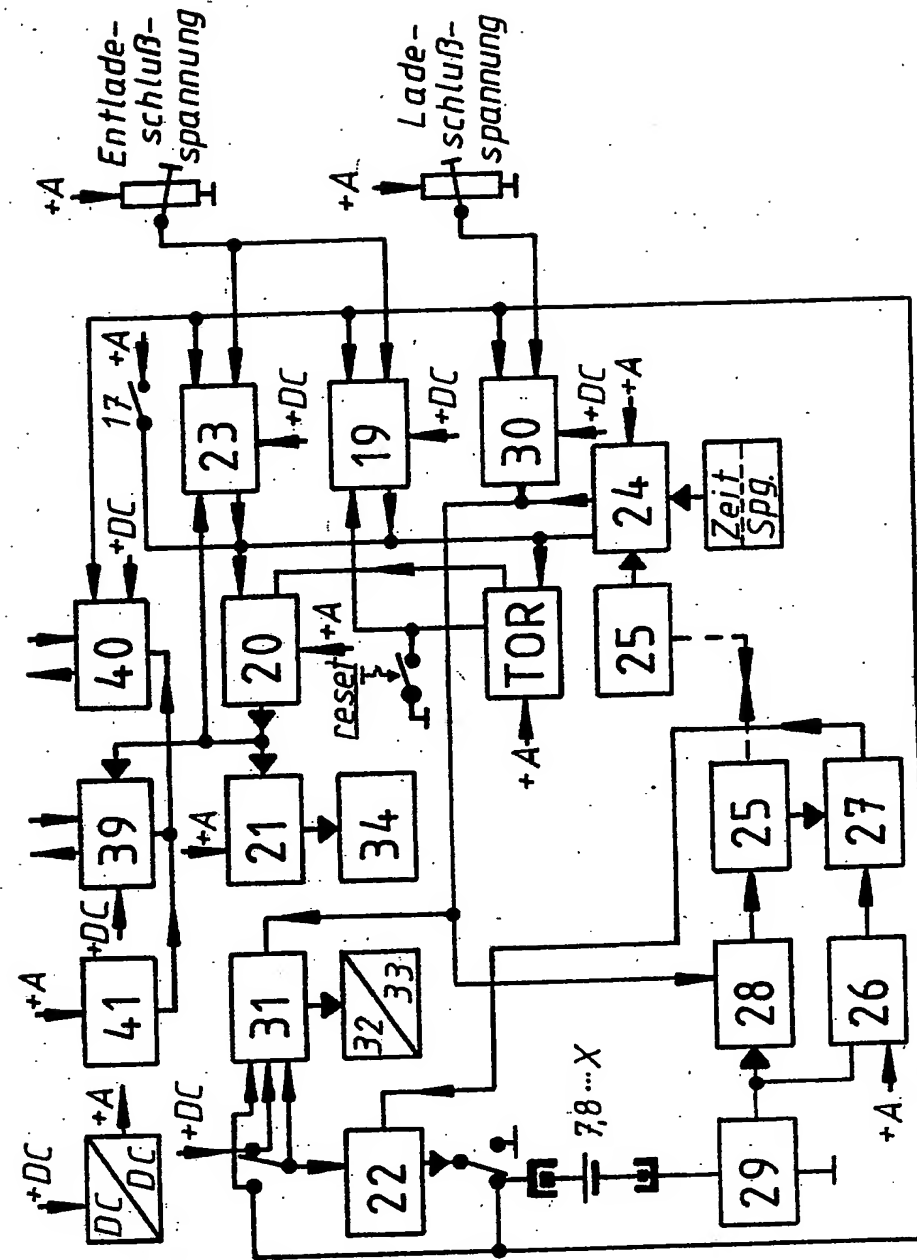 +DC
DC
DC
+A
+A
41
+DC
39
40
+DC
17
+A
+A
Entlade-
schluß-
spannung
+DC
31
32
33
+A
21
34
20
+A
reset
23
+DC
19
+DC
+A
Lade-
schluß-
spannung
22
7,8...X
TOR
+A
30
+DC
24
+A
25
Zeit
Spg.
29
28
25
26
27
+A